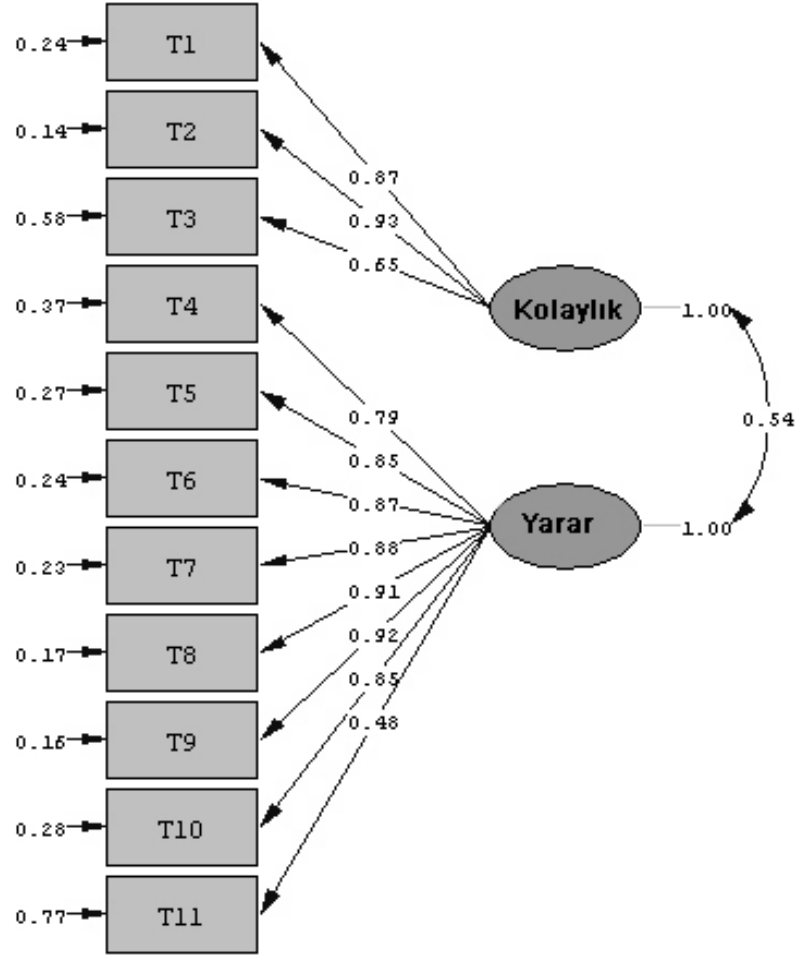 0.24 T1
0.14 T2
0.87
0.58 T3
0.93
0.65
0.37 T4
Kolaylık 1.00
0.27 T5
0.79
0.54
0.85
0.24 T6
0.87
Yarar 1.00
0.23 T7
0.88
0.91
0.17 T8
0.92
0.85
0.16 T9
0.48
0.28 T10
0.77 T11